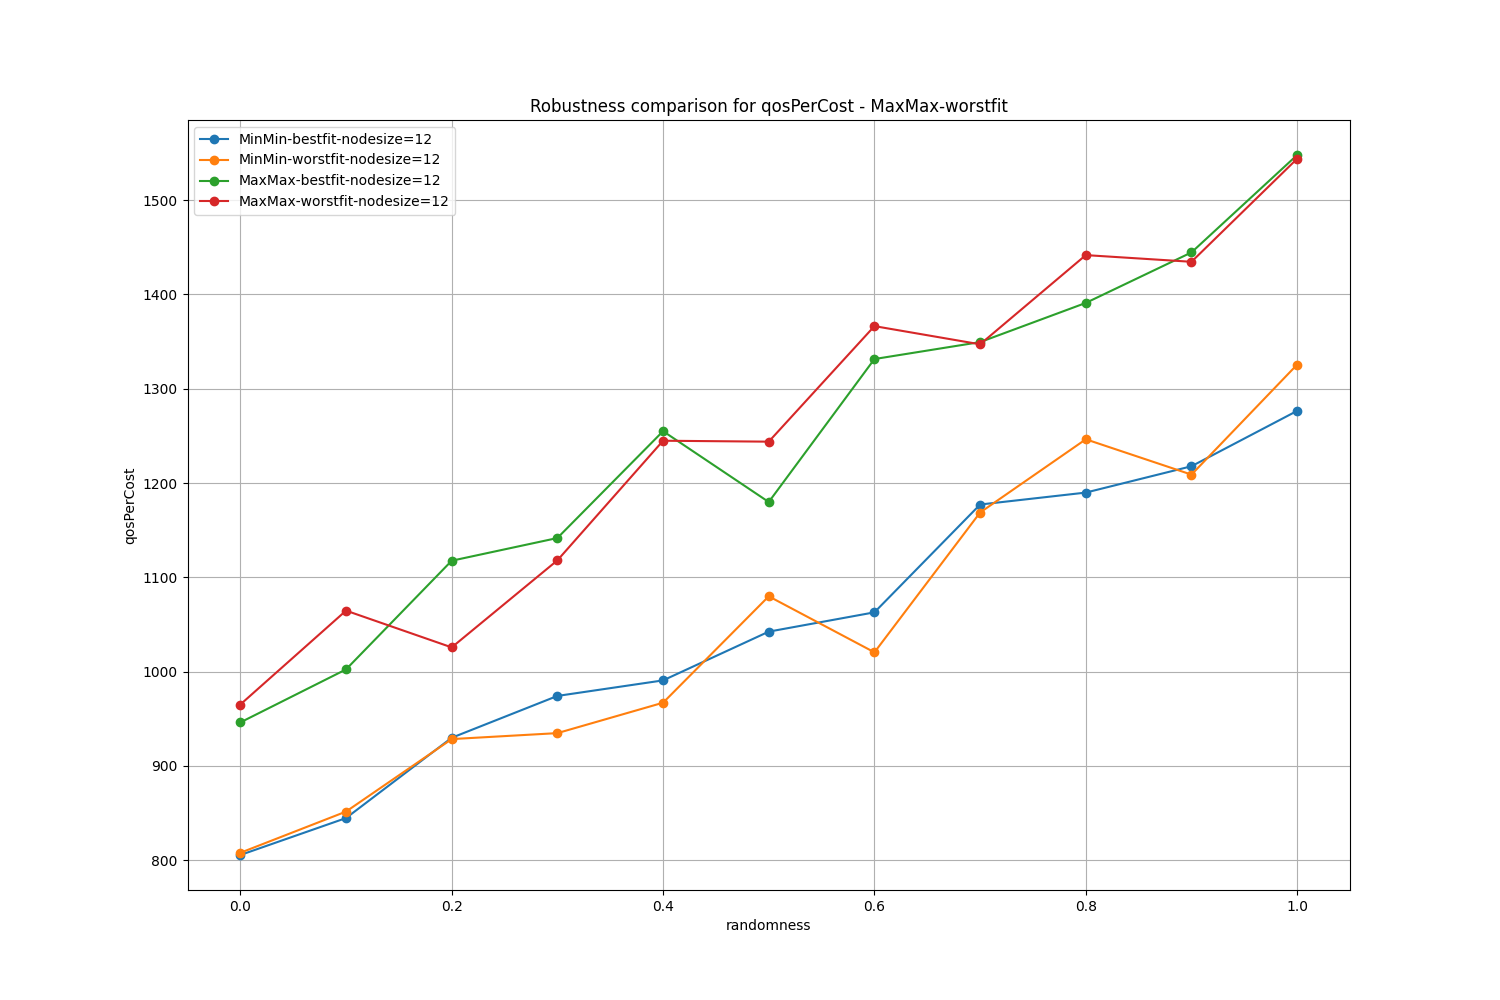 Robustness comparison for qosPerCost - MaxMax-worstfit
MinMin-bestfit-nodesize=12
MinMin-worstfit-nodesize=12
MaxMax-bestfit-nodesize=12
MaxMax-worstfit-nodesize=12
1500
1400
1300
1200
1100
1000
900
800
qosPerCost
0.0 0.2 0.4 0.6 0.8 1.0
randomness